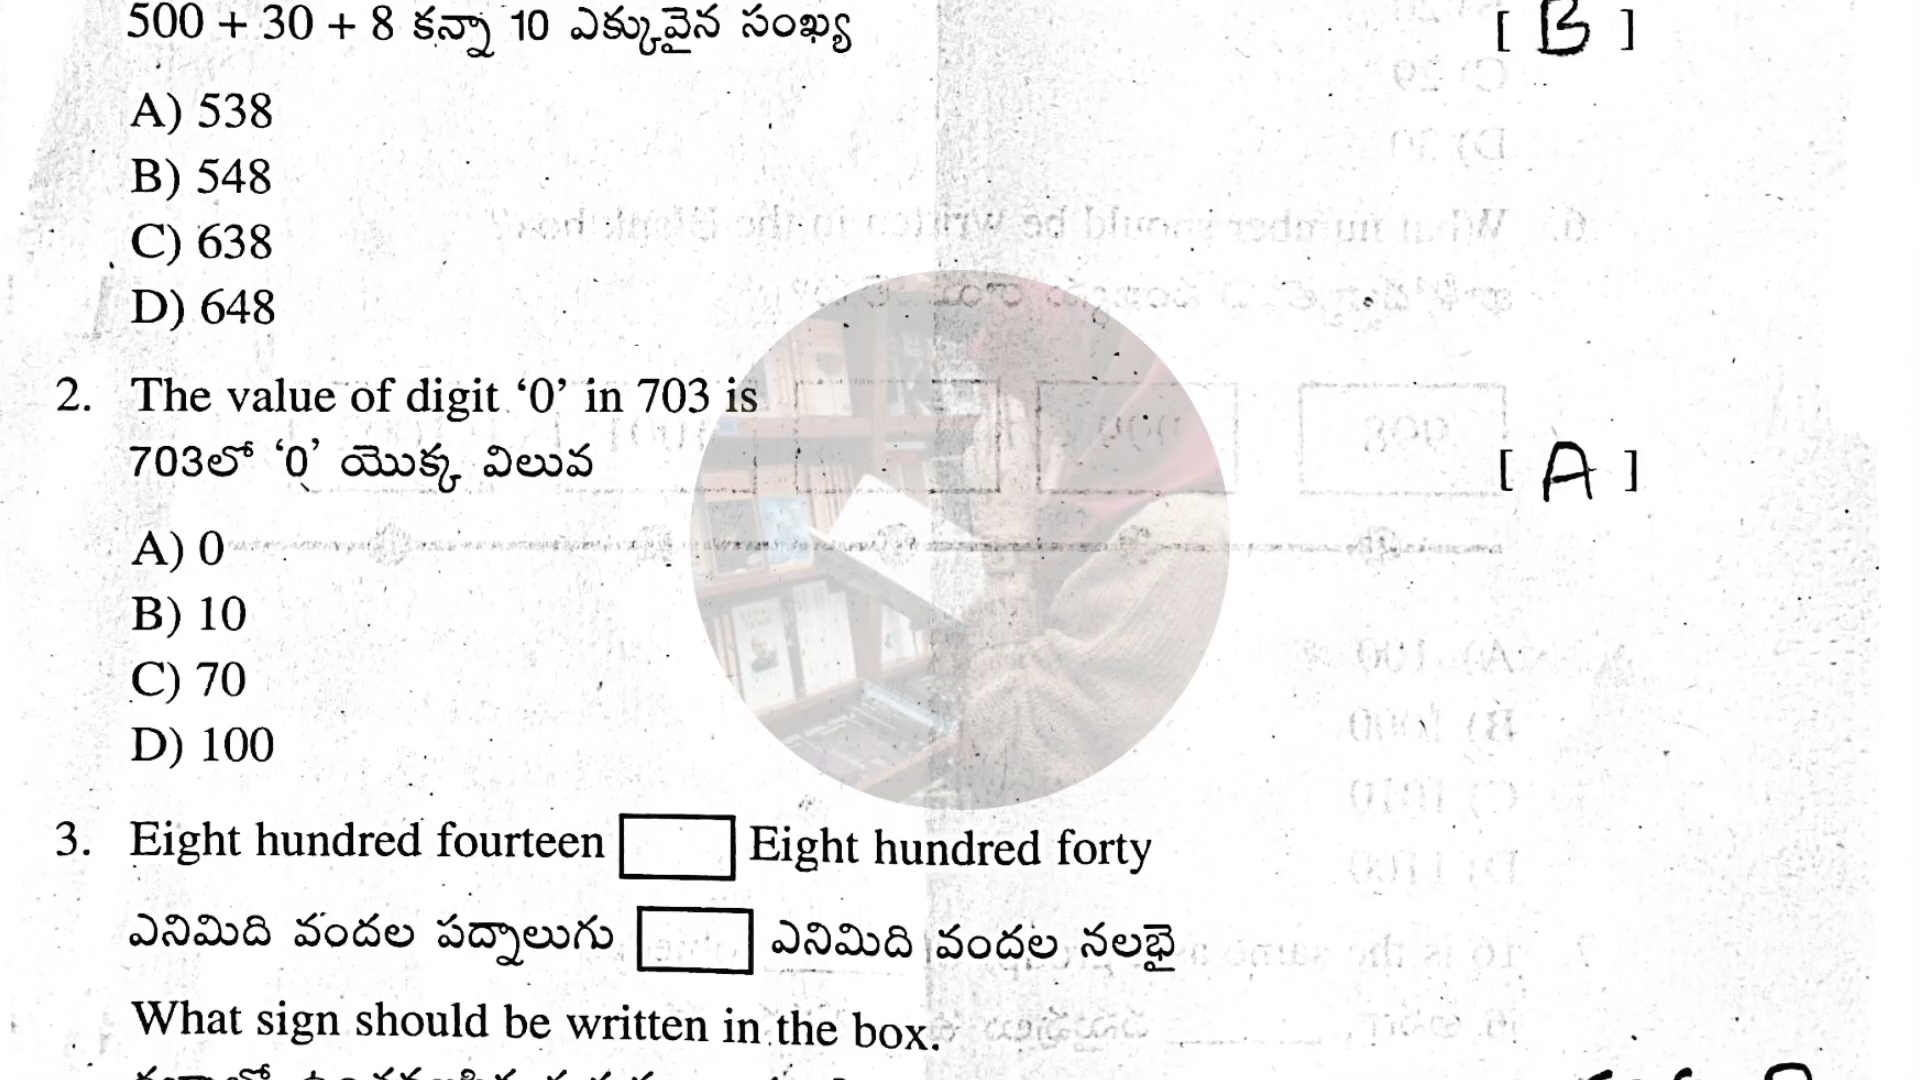 500 + 30 + 8 కన్నా 10 ఎక్కువైన సంఖ్య [ B ]
A) 538
B) 548
C) 638
D) 648
2. The value of digit ‘0’ in 703 is
703లో ‘0’ యొక్క విలువ [ A ]
A) 0
B) 10
C) 70
D) 100
3. Eight hundred fourteen Eight hundred forty
ఎనిమిది వందల పద్నాలుగు ఎనిమిది వందల నలభై
What sign should be written in the box.